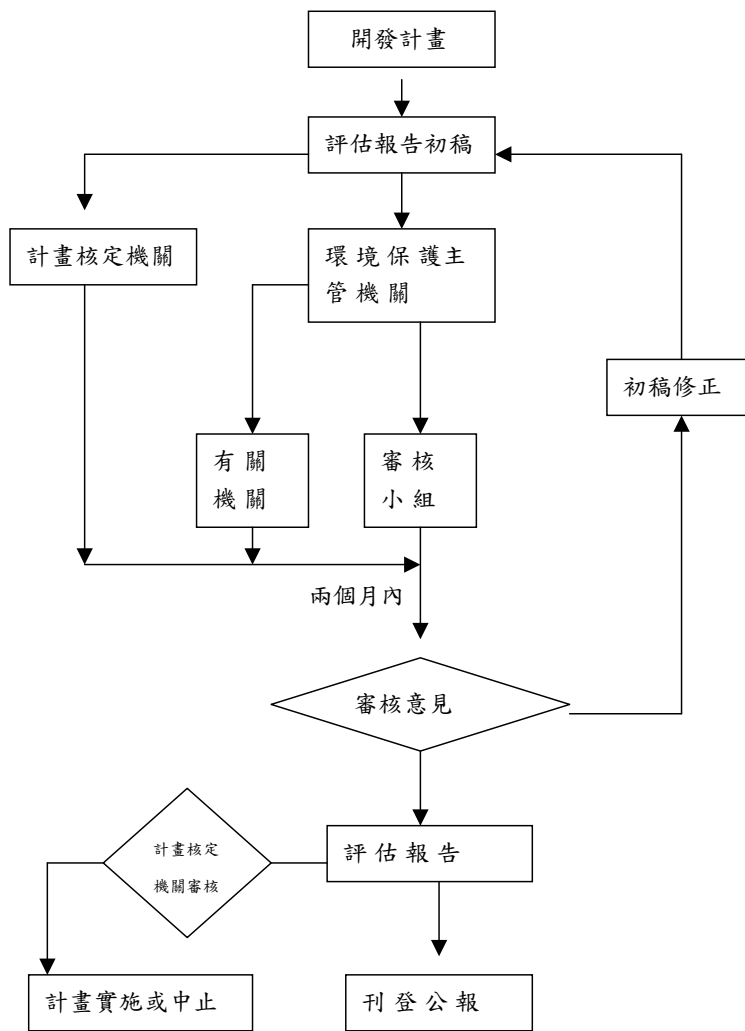 開發計畫
評估報告初稿
計畫核定機關
環境保護主
管機關
初稿修正
有關
機關
審核
小組
兩個月內
審核意見
評估報告
計畫核定
機關審核
計畫實施或中止
刊登公報